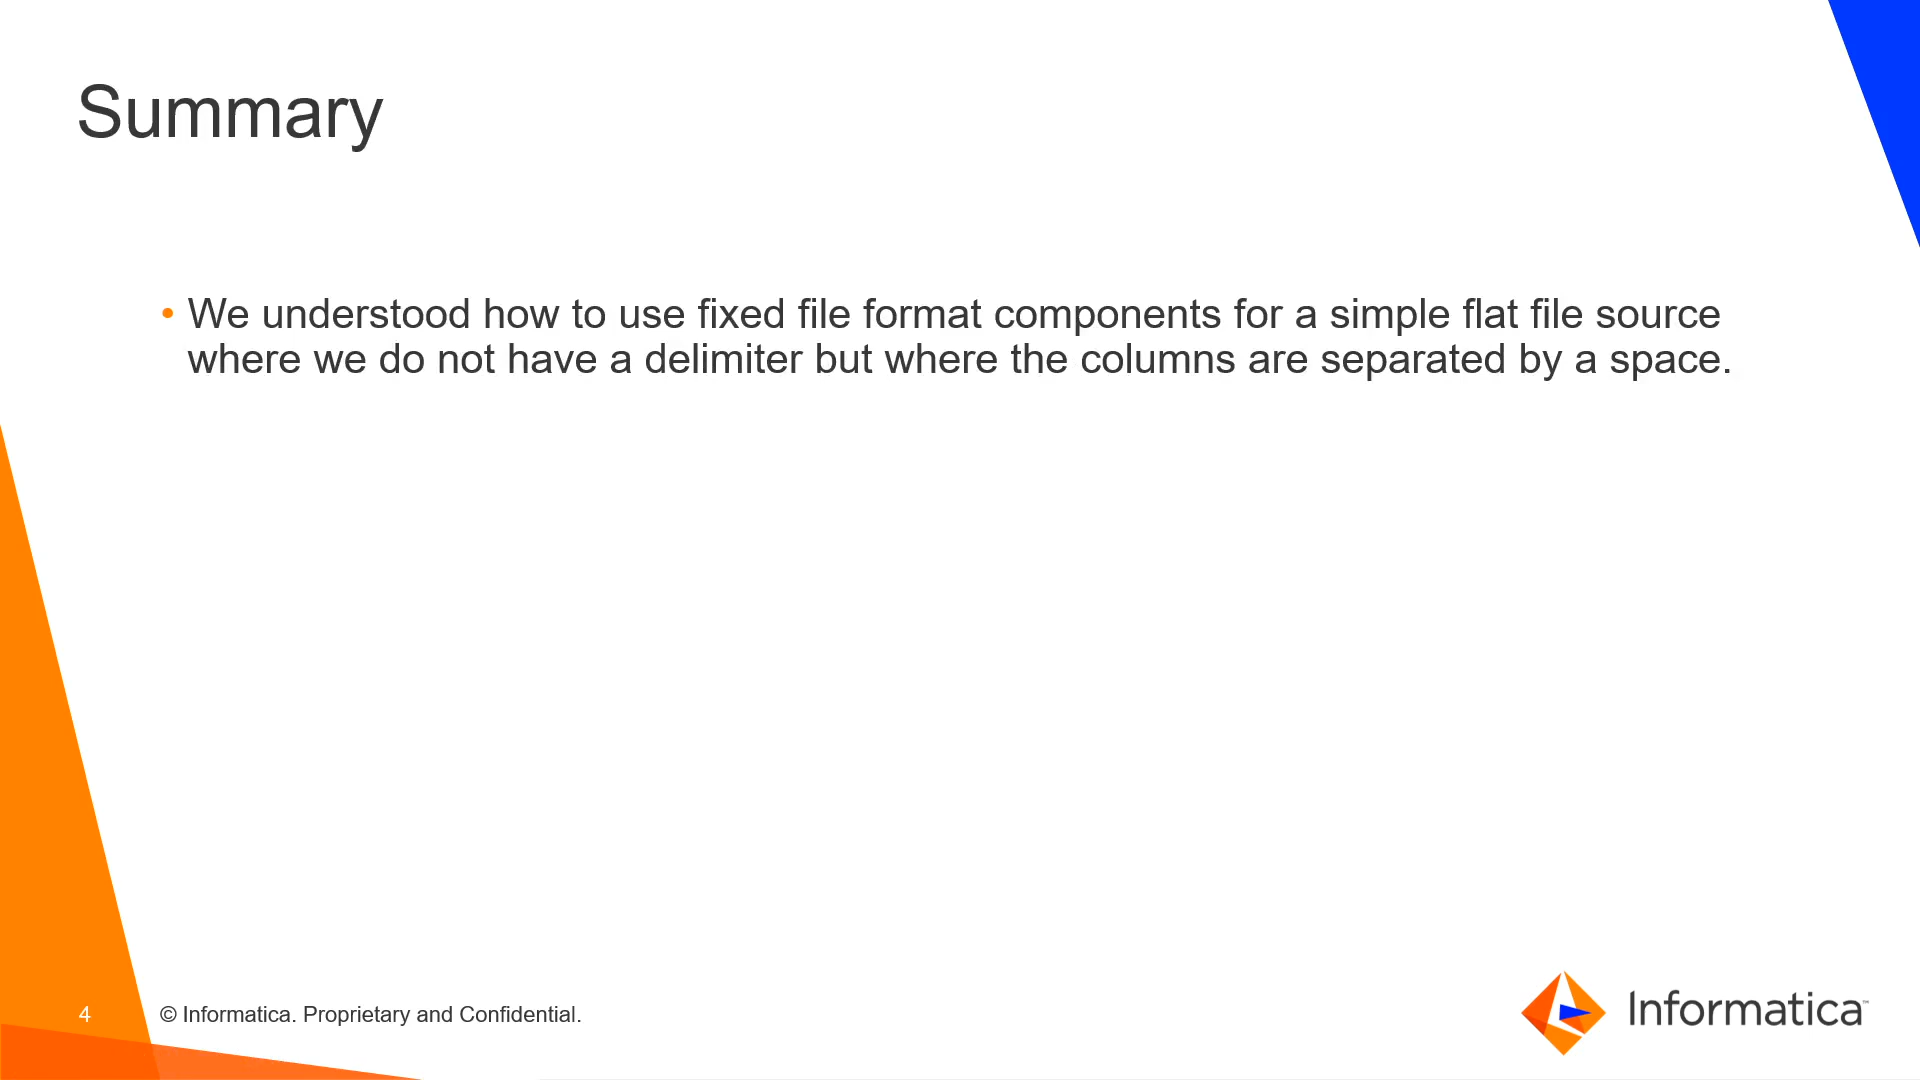 Summary
• We understood how to use fixed file format components for a simple flat file source
where we do not have a delimiter but where the columns are separated by a space.
4
© Informatica. Proprietary and Confidential.
Informatica™